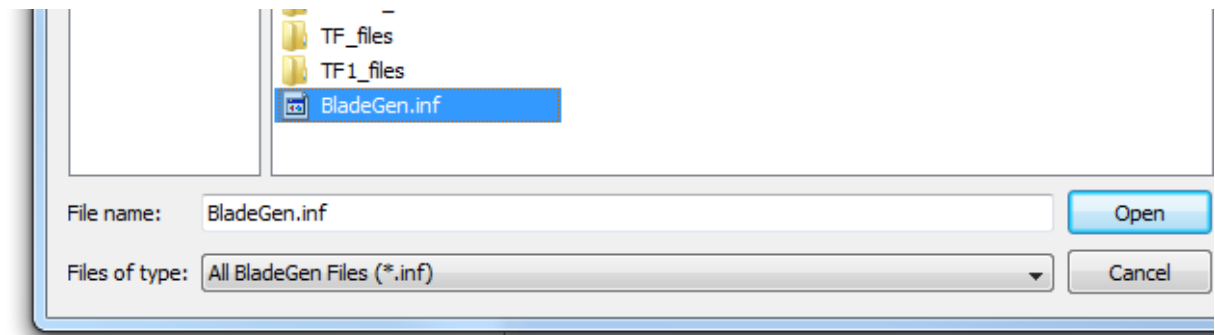 TF_files
TF1_files
BladeGen.inf
File name: BladeGen.inf Open
Files of type: All BladeGen Files (*.inf) Cancel